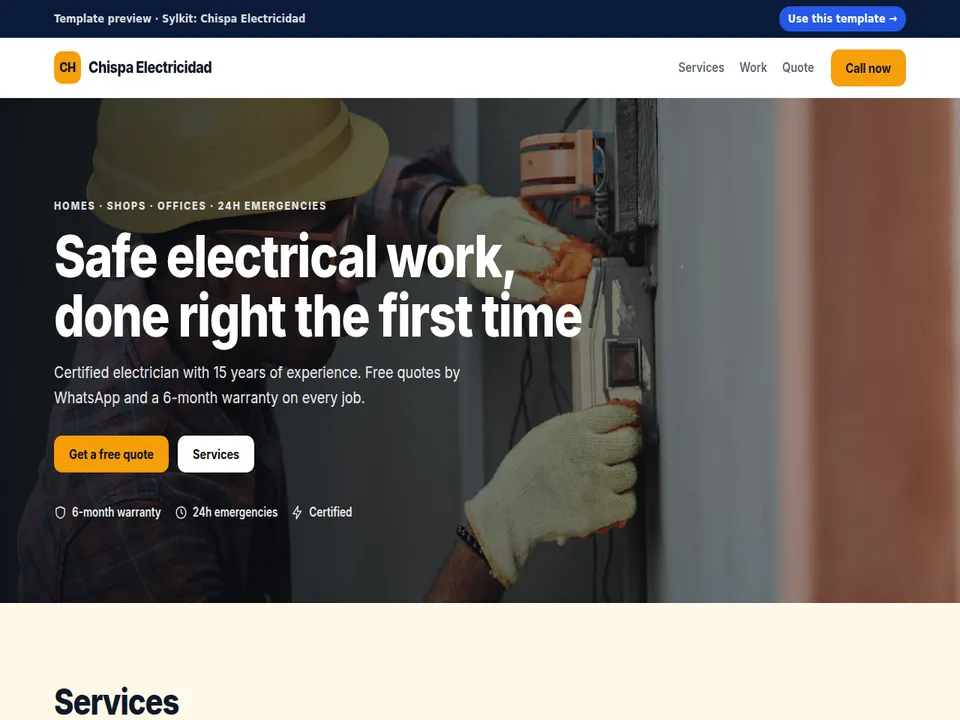 Template preview · Sylkit: Chispa Electricidad
Use this template →
CH
Chispa Electricidad
Services
Work
Quote
Call now
HOMES · SHOPS · OFFICES · 24H EMERGENCIES
Safe electrical work,
done right the first time
Certified electrician with 15 years of experience. Free quotes by
WhatsApp and a 6-month warranty on every job.
Get a free quote
Services
6-month warranty
24h emergencies
Certified
Services